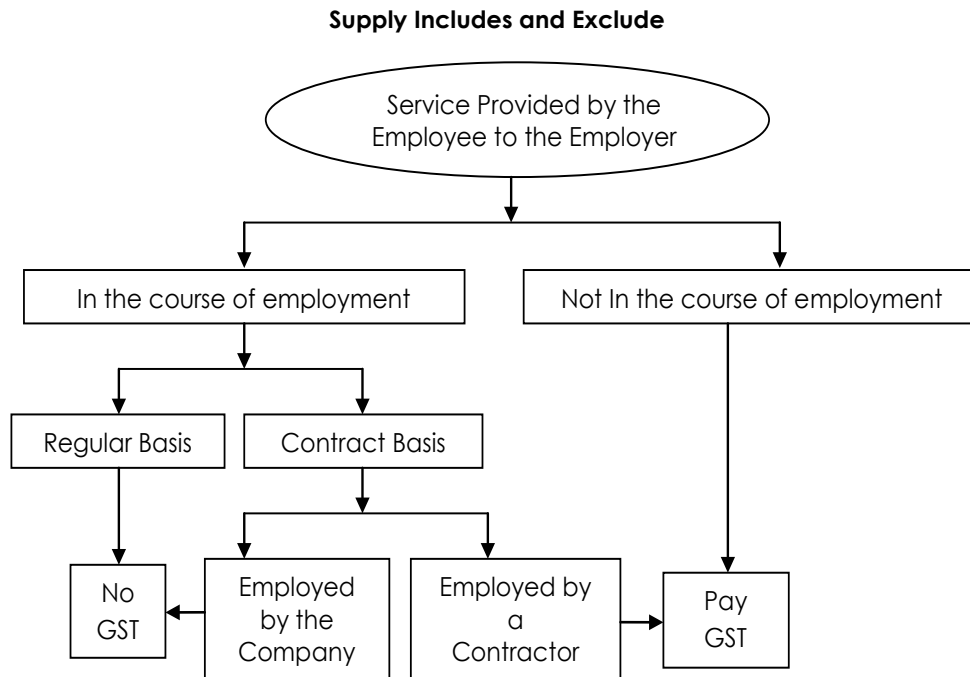 Supply Includes and Exclude
Service Provided by the
Employee to the Employer
In the course of employment
Not In the course of employment
Regular Basis
Contract Basis
No
GST
Employed
by the
Company
Employed by
a
Contractor
Pay
GST